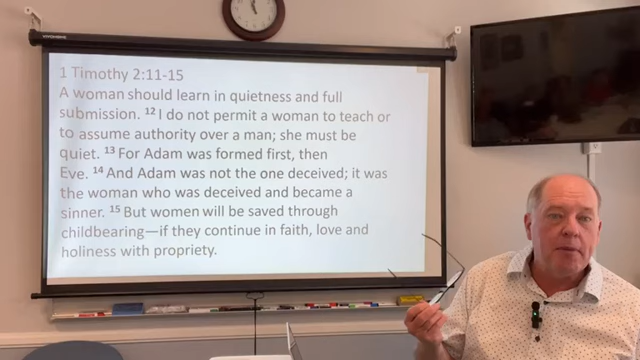 1 Timothy 2:11-15
A woman should learn in quietness and full
submission. ¹² I do not permit a woman to teach or
to assume authority over a man; she must be
quiet. ¹³ For Adam was formed first, then
Eve. ¹⁴ And Adam was not the one deceived; it was
the woman who was deceived and became a
sinner. ¹⁵ But women will be saved through
childbearing—if they continue in faith, love and
holiness with propriety.